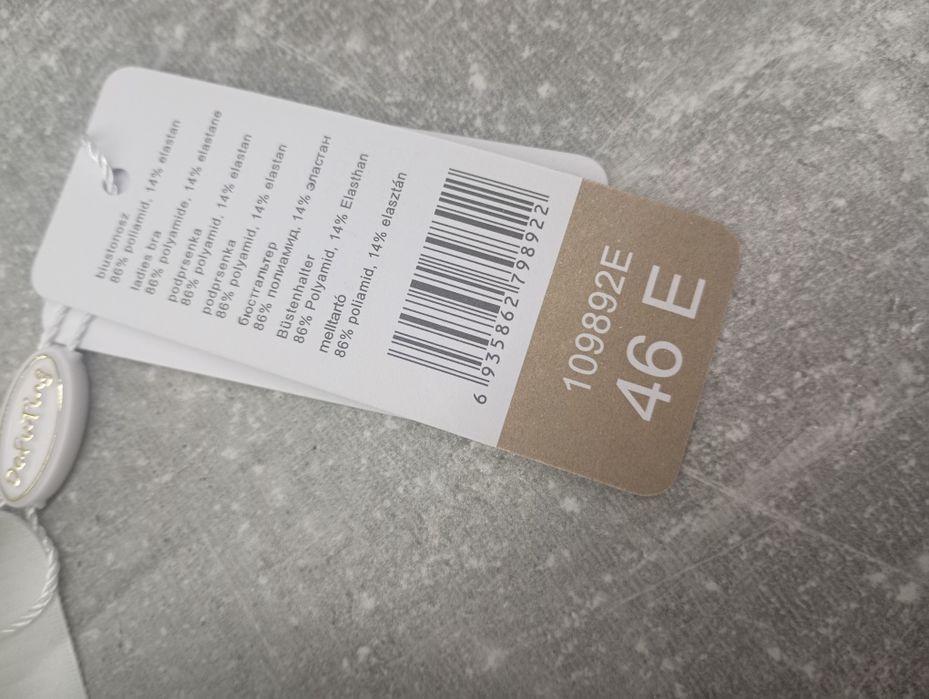 biustonosz
86% poliamid, 14% elastan
ladies bra
86% polyamide, 14% elastane
podprsenka
86% polyamid, 14% elastan
podprsenka
86% polyamid, 14% elastan
бюстгальтер
86% полиамид, 14% эластан
Büstenhalter
86% Polyamid, 14% Elasthan
melltartó
86% poliamid, 14% elasztán
6 935862 798922
109892E
46 E
DaFuTing